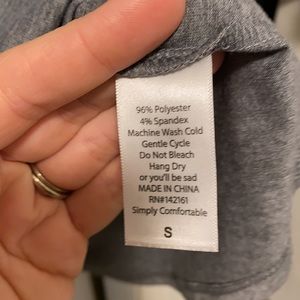 96% Polyester
4% Spandex
Machine Wash Cold
Gentle Cycle
Do Not Bleach
Hang Dry
or you'll be sad
MADE IN CHINA
RN#142161
Simply Comfortable
S